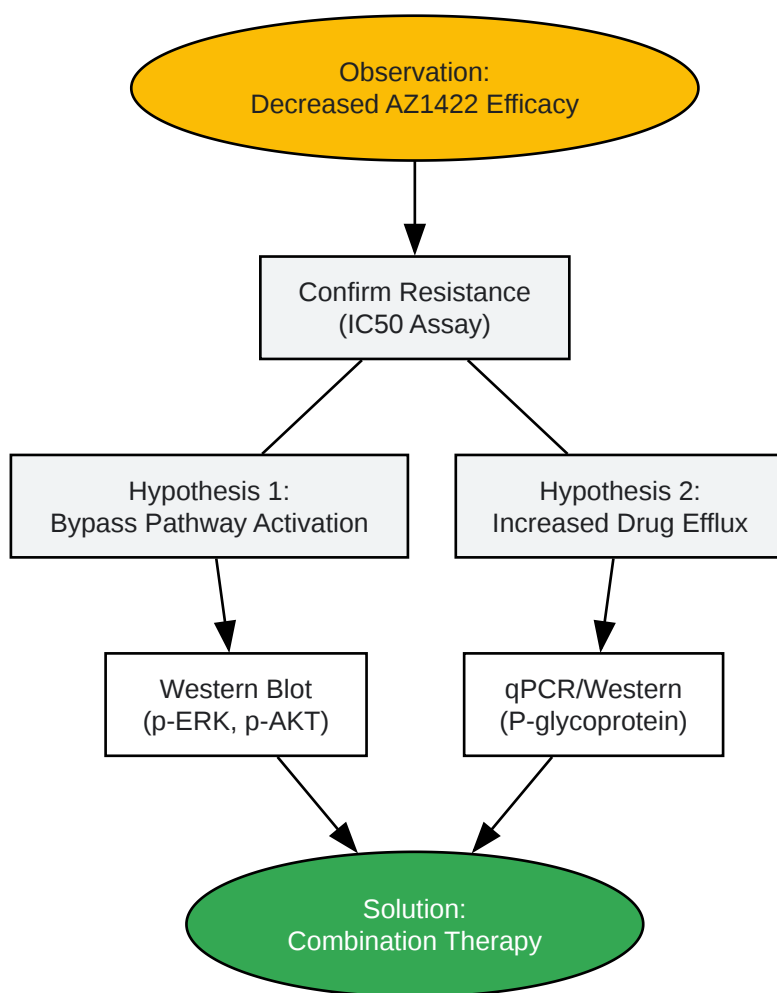 Observation:
Decreased AZ1422 Efficacy
Confirm Resistance
(IC50 Assay)
Hypothesis 1:
Bypass Pathway Activation
Hypothesis 2:
Increased Drug Efflux
Western Blot
(p-ERK, p-AKT)
qPCR/Western
(P-glycoprotein)
Solution:
Combination Therapy